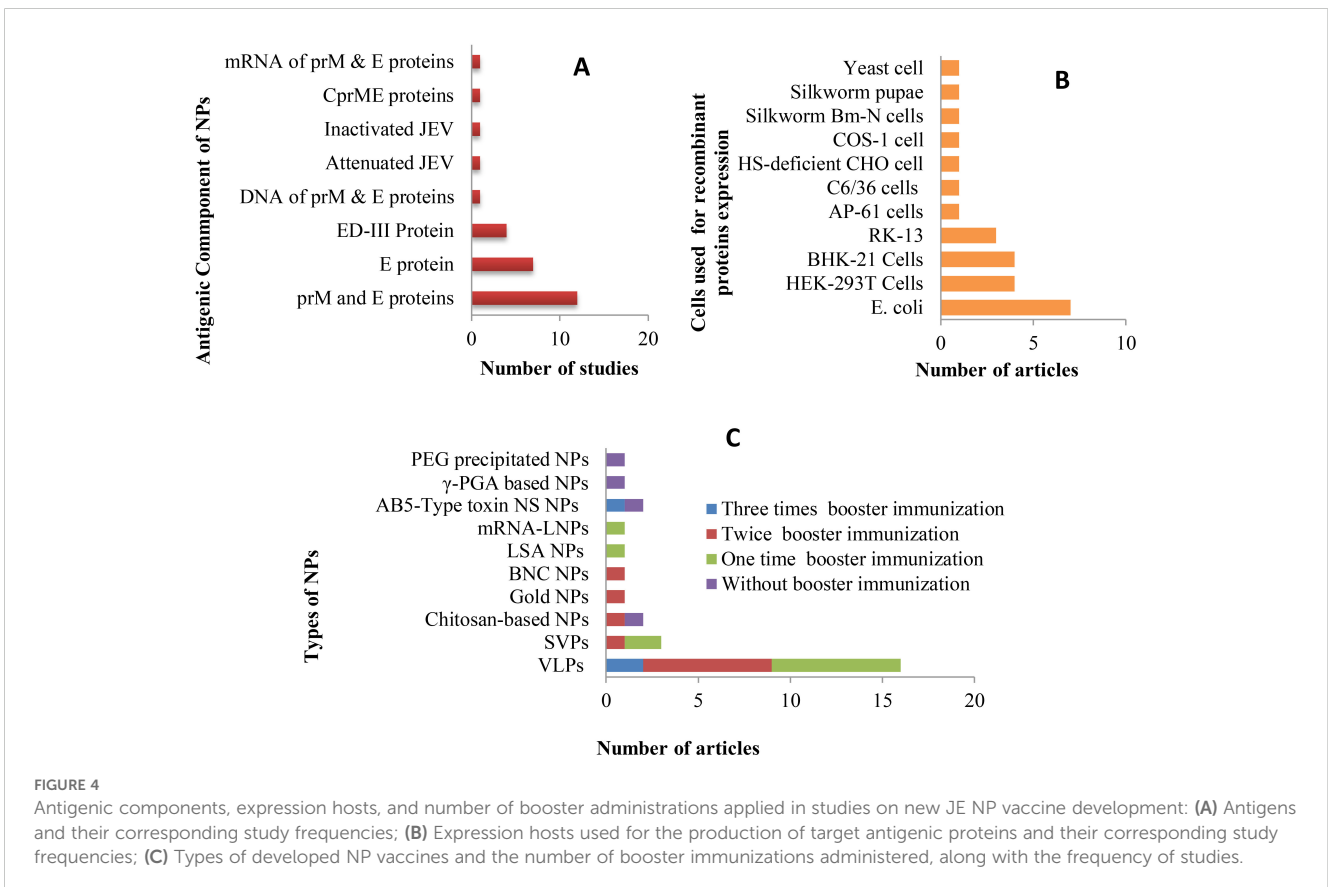 A
Antigenic Commponent of NPs
mRNA of prM & E proteins
CprME proteins
Inactivated JEV
Attenuated JEV
DNA of prM & E proteins
ED-III Protein
E protein
prM and E proteins
0 10 20
Number of studies
B
Cells used for recombinant
proteins expression
Yeast cell
Silkworm pupae
Silkworm Bm-N cells
COS-1 cell
HS-deficient CHO cell
C6/36 cells
AP-61 cells
RK-13
BHK-21 Cells
HEK-293T Cells
E. coli
0 5 10
Number of articles
C
Types of NPs
PEG precipitated NPs
γ-PGA based NPs
AB5-Type toxin NS NPs
mRNA-LNPs
LSA NPs
BNC NPs
Gold NPs
Chitosan-based NPs
SVPs
VLPs
0 5 10 15 20
Number of articles
Three times booster immunization
Twice booster immunization
One time booster immunization
Without booster immunization
FIGURE 4
Antigenic components, expression hosts, and number of booster administrations applied in studies on new JE NP vaccine development: (A) Antigens
and their corresponding study frequencies; (B) Expression hosts used for the production of target antigenic proteins and their corresponding study
frequencies; (C) Types of developed NP vaccines and the number of booster immunizations administered, along with the frequency of studies.